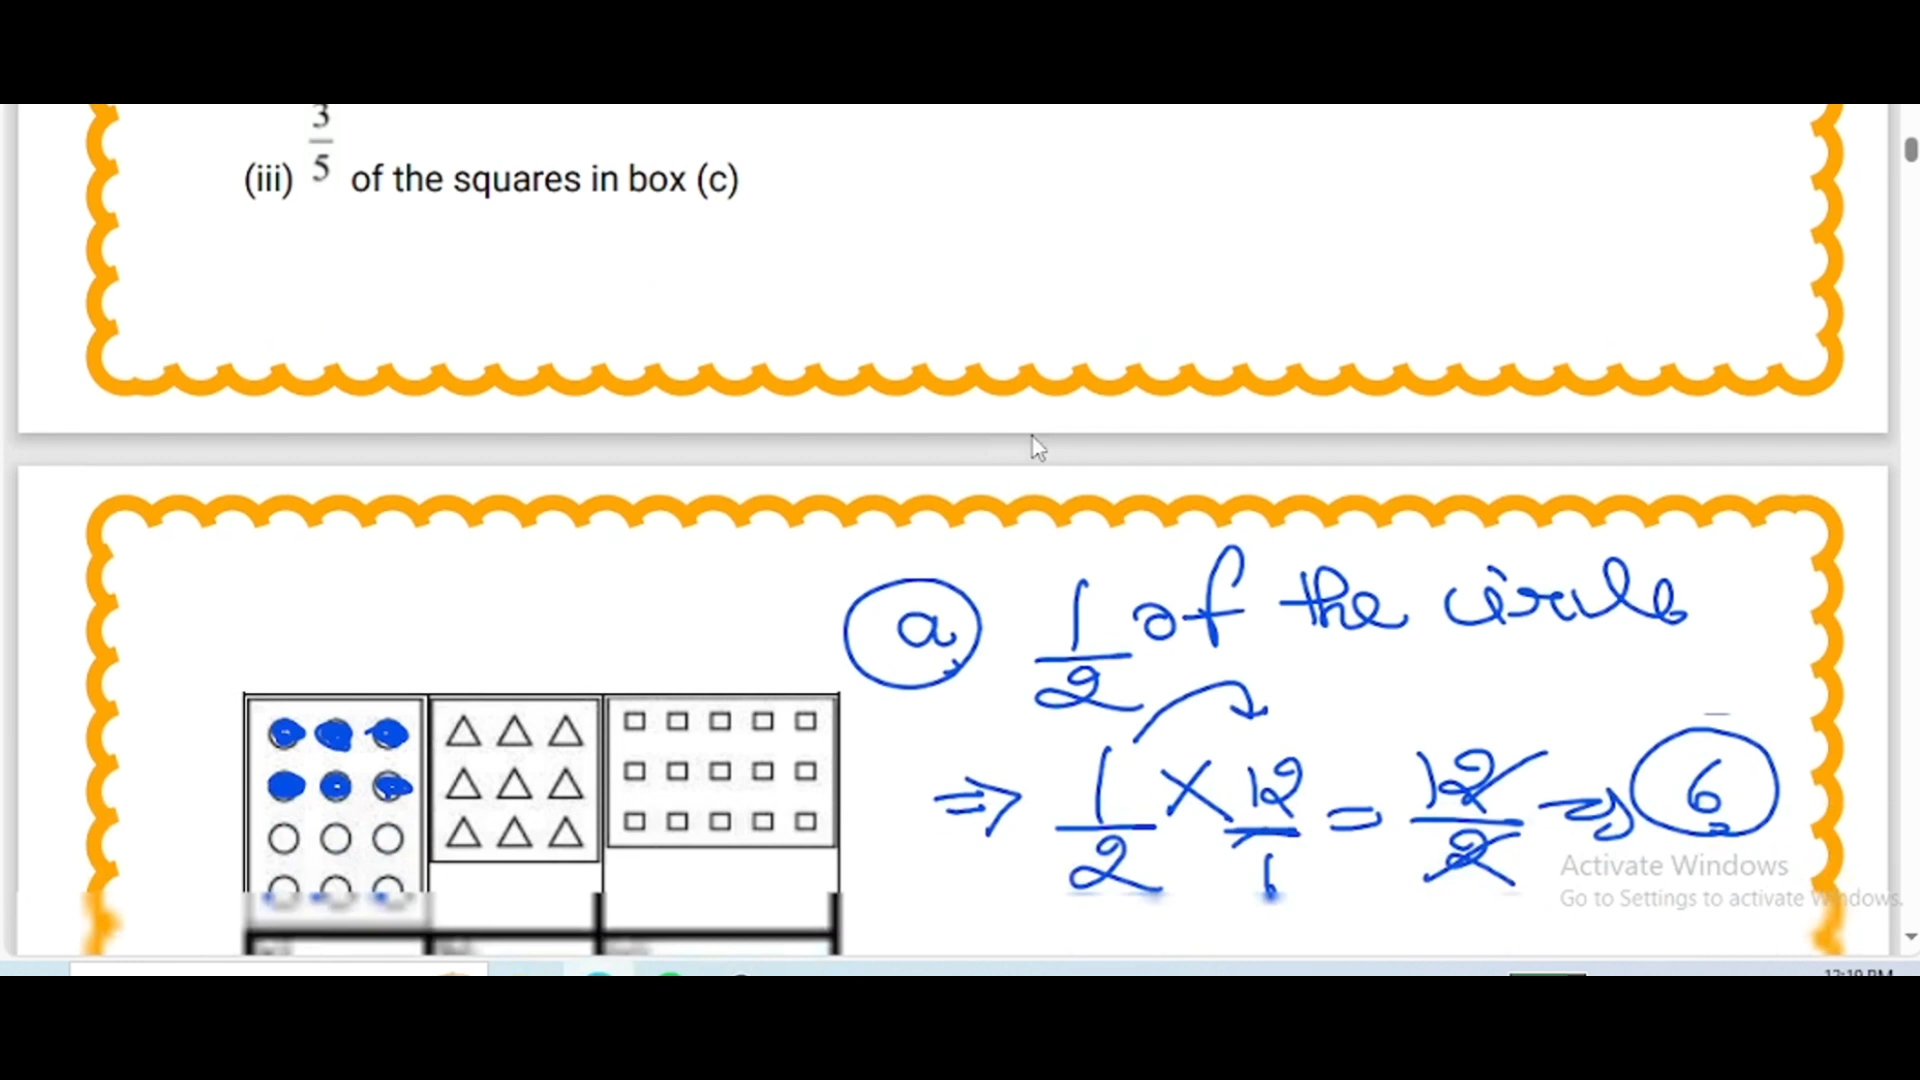 3
5
(iii) of the squares in box (c)
a 1/2 of the circle
⇒ 1/2 × 12/1 = 12/2 ⇒ 6
Activate Windows
Go to Settings to activate Windows.